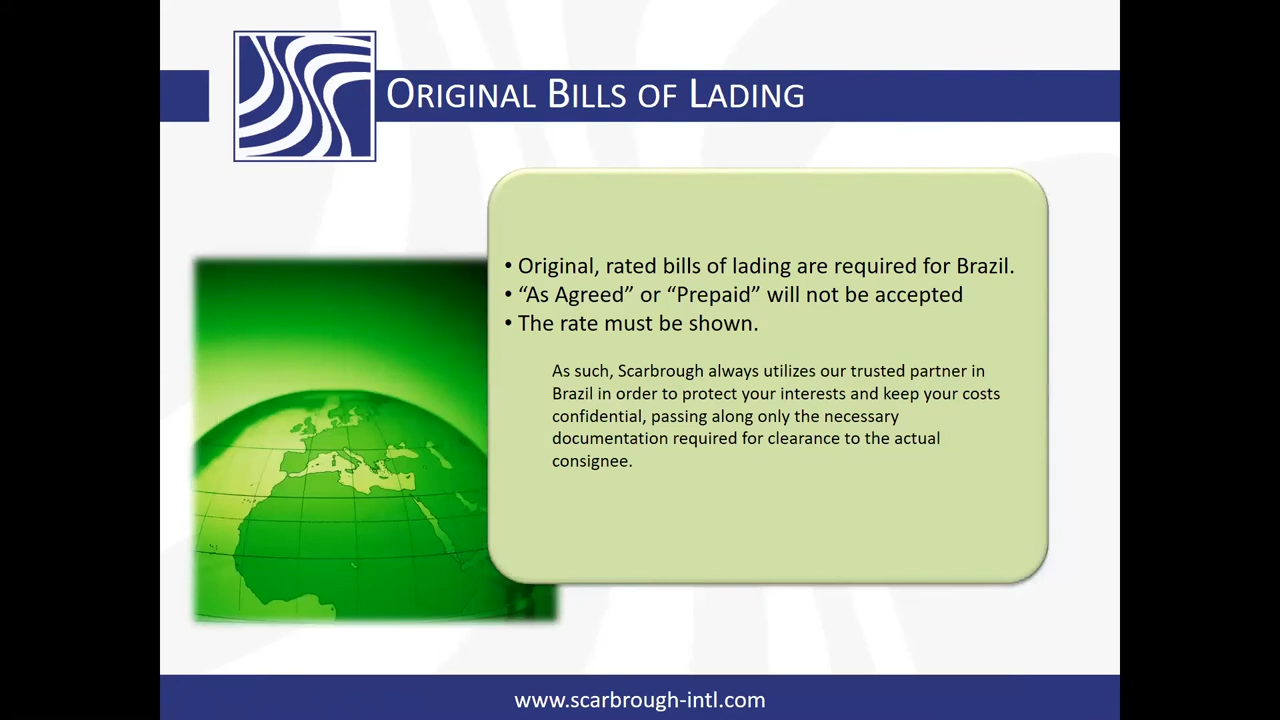 ORIGINAL BILLS OF LADING
• Original, rated bills of lading are required for Brazil.
• “As Agreed” or “Prepaid” will not be accepted
• The rate must be shown.
As such, Scarbrough always utilizes our trusted partner in
Brazil in order to protect your interests and keep your costs
confidential, passing along only the necessary
documentation required for clearance to the actual
consignee.
www.scarbrough-intl.com